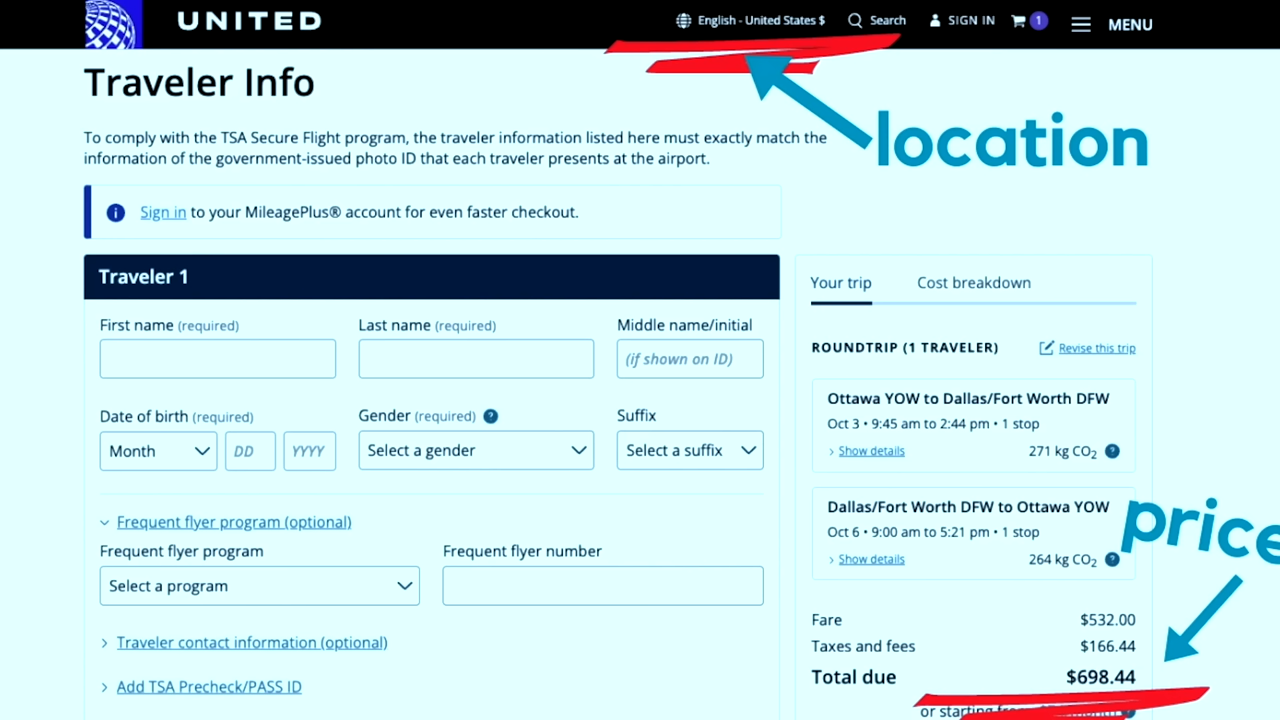 UNITED
English - United States $ Search SIGN IN 1 MENU
location
Traveler Info
To comply with the TSA Secure Flight program, the traveler information listed here must exactly match the
information of the government-issued photo ID that each traveler presents at the airport.
i Sign in to your MileagePlus® account for even faster checkout.
Traveler 1
First name (required) Last name (required) Middle name/initial
(if shown on ID)
Date of birth (required) Gender (required) ? Suffix
Month DD YYYY Select a gender Select a suffix
Frequent flyer program (optional)
Frequent flyer program Frequent flyer number
Select a program
Traveler contact information (optional)
Add TSA Precheck/PASS ID
Your trip Cost breakdown
ROUNDTRIP (1 TRAVELER) Revise this trip
Ottawa YOW to Dallas/Fort Worth DFW
Oct 3 • 9:45 am to 2:44 pm • 1 stop
Show details 271 kg CO2 ?
Dallas/Fort Worth DFW to Ottawa YOW
Oct 6 • 9:00 am to 5:21 pm • 1 stop
Show details 264 kg CO2 ?
price
Fare $532.00
Taxes and fees $166.44
Total due $698.44
or starting